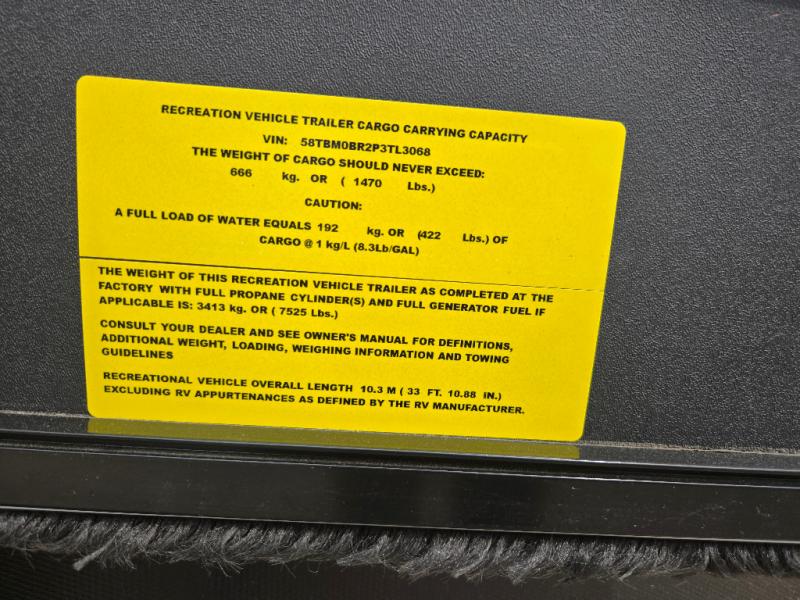 RECREATION VEHICLE TRAILER CARGO CARRYING CAPACITY
VIN: 58TBM0BR2P3TL3068
THE WEIGHT OF CARGO SHOULD NEVER EXCEED:
666 kg. OR ( 1470 Lbs.)
CAUTION:
A FULL LOAD OF WATER EQUALS 192 kg. OR (422 Lbs.) OF
CARGO @ 1 kg/L (8.3Lb/GAL)
THE WEIGHT OF THIS RECREATION VEHICLE TRAILER AS COMPLETED AT THE
FACTORY WITH FULL PROPANE CYLINDER(S) AND FULL GENERATOR FUEL IF
APPLICABLE IS: 3413 kg. OR ( 7525 Lbs.)
CONSULT YOUR DEALER AND SEE OWNER'S MANUAL FOR DEFINITIONS,
ADDITIONAL WEIGHT, LOADING, WEIGHING INFORMATION AND TOWING
GUIDELINES
RECREATIONAL VEHICLE OVERALL LENGTH 10.3 M ( 33 FT. 10.88 IN.)
EXCLUDING RV APPURTENANCES AS DEFINED BY THE RV MANUFACTURER.